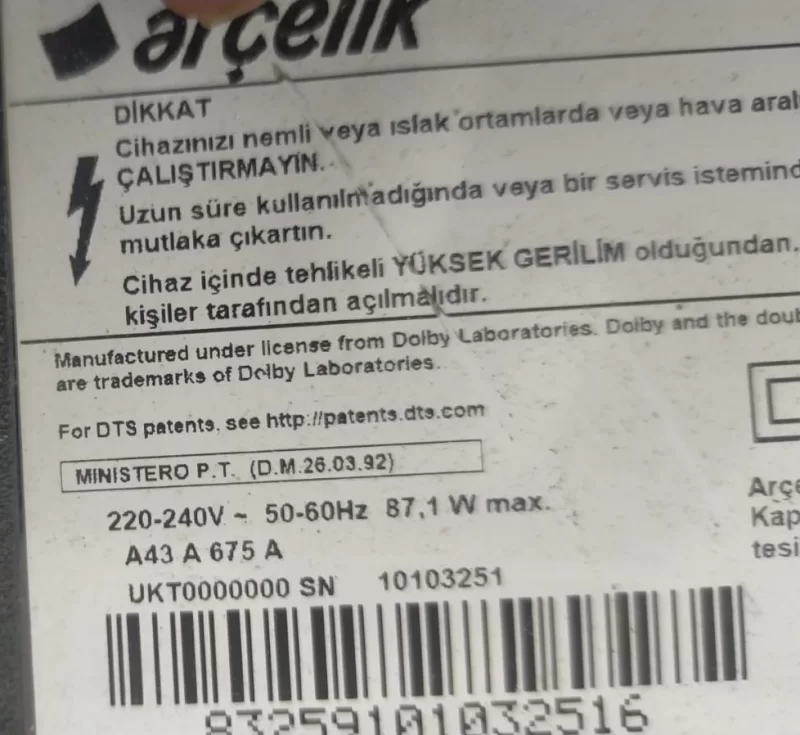 arçelik
DİKKAT
Cihazınızı nemli veya ıslak ortamlarda veya hava aral
ÇALIŞTIRMAYIN.
Uzun süre kullanılmadığında veya bir servis istemind
mutlaka çıkartın.
Cihaz içinde tehlikeli YÜKSEK GERİLİM olduğundan.
kişiler tarafından açılmalıdır.
Manufactured under license from Dolby Laboratories. Dolby and the doub
are trademarks of Dolby Laboratories.
For DTS patents, see http://patents.dts.com
MINISTERO P.T. (D.M.26.03.92)
220-240V ~ 50-60Hz 87,1 W max.
A43 A 675 A
UKT0000000 SN 10103251
Arçe
Kap
tesi
83259101032516